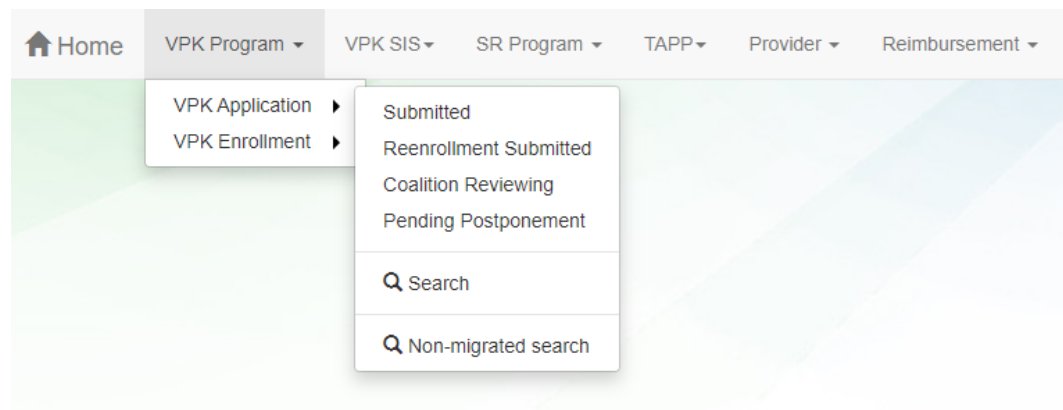 Home VPK Program VPK SIS SR Program TAPP Provider Reimbursement
VPK Application
VPK Enrollment
Submitted
Reenrollment Submitted
Coalition Reviewing
Pending Postponement
Search
Non-migrated search